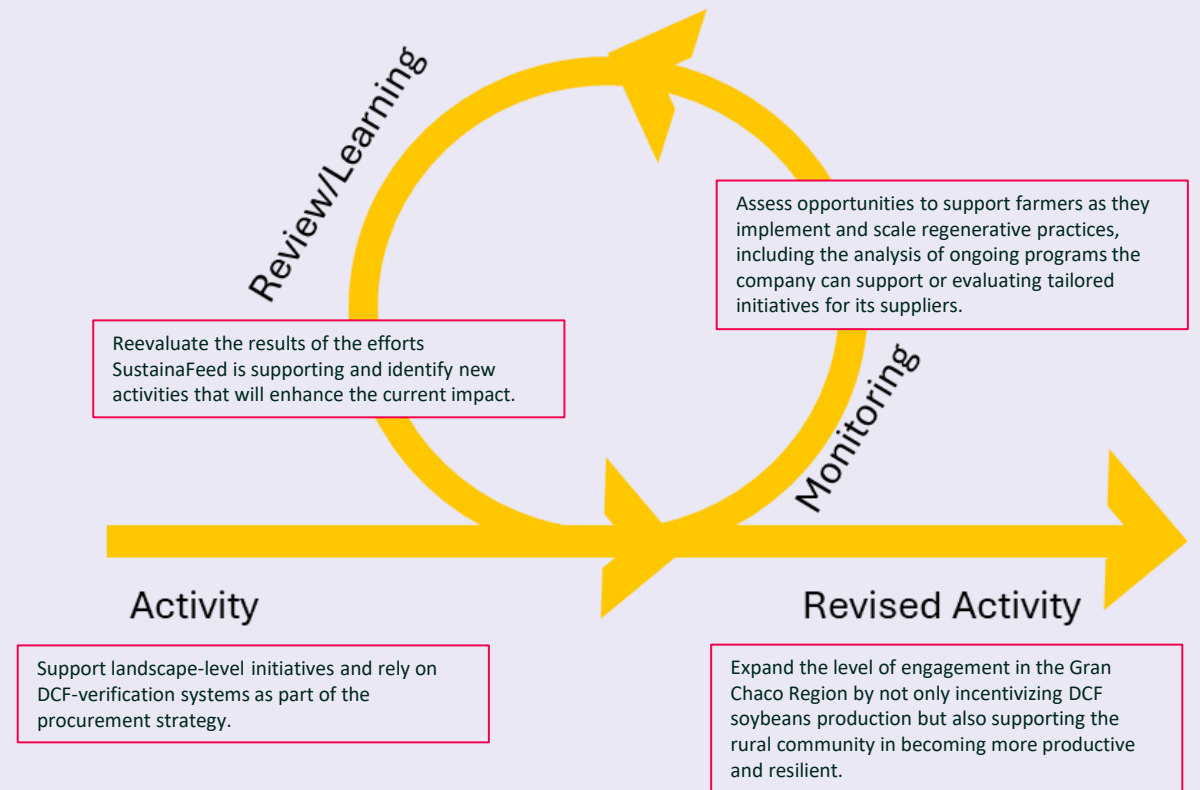 Review/Learning
Assess opportunities to support farmers as they
implement and scale regenerative practices,
including the analysis of ongoing programs the
company can support or evaluating tailored
initiatives for its suppliers.
Reevaluate the results of the efforts
SustainaFeed is supporting and identify new
activities that will enhance the current impact.
Monitoring
Activity
Support landscape-level initiatives and rely on
DCF-verification systems as part of the
procurement strategy.
Revised Activity
Expand the level of engagement in the Gran
Chaco Region by not only incentivizing DCF
soybeans production but also supporting the
rural community in becoming more productive
and resilient.